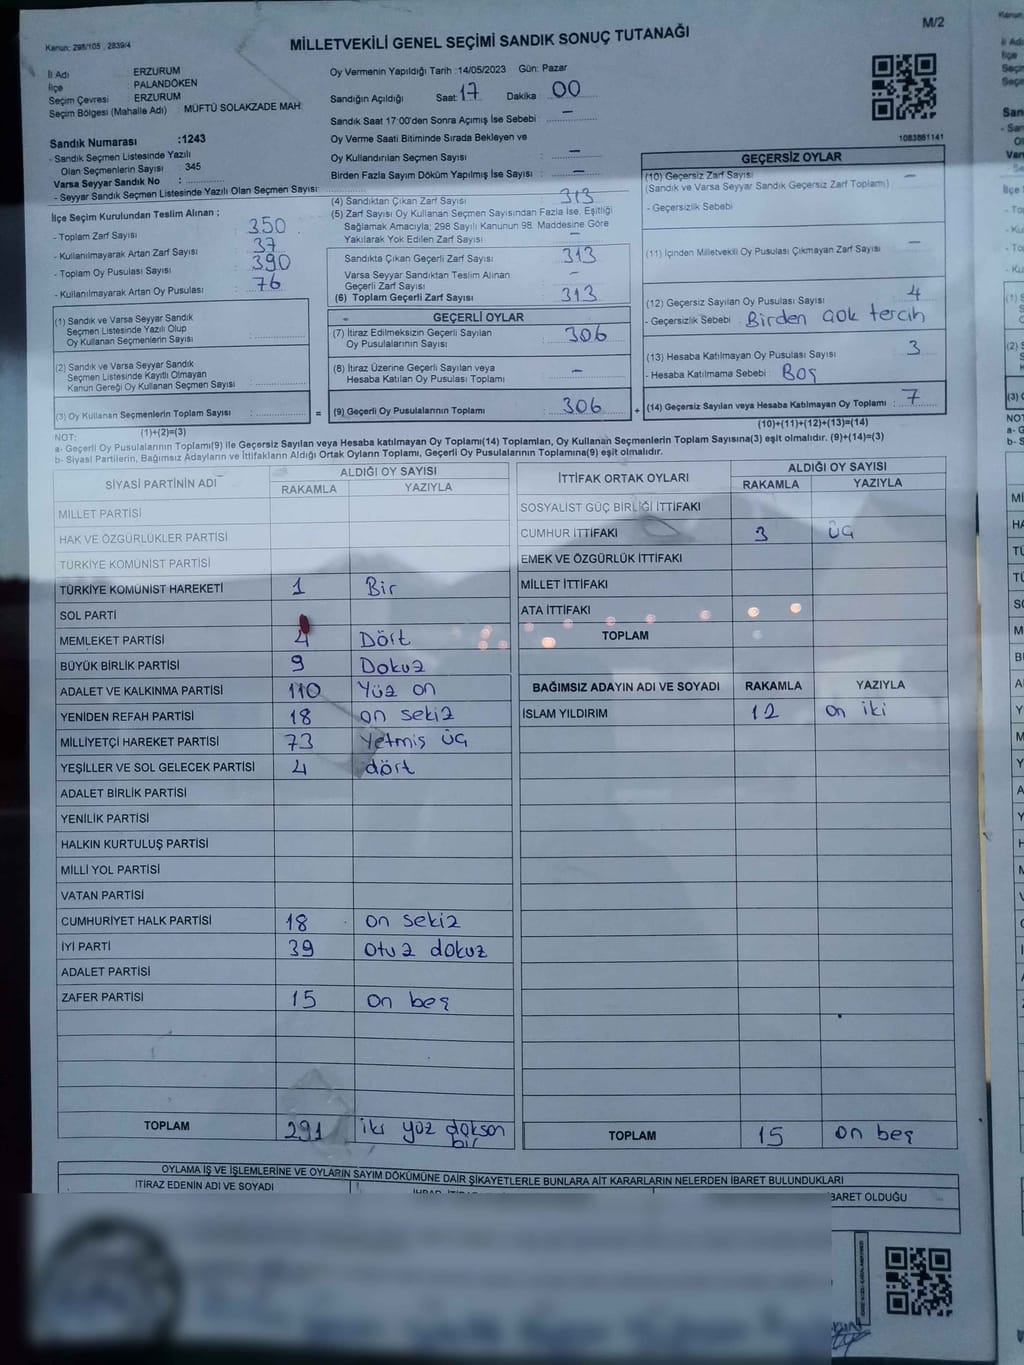 M/2
Kanun: 298/105 , 2839/4
MİLLETVEKİLİ GENEL SEÇİMİ SANDIK SONUÇ TUTANAĞI
İl Adı ERZURUM
İlçe PALANDÖKEN
Seçim Çevresi ERZURUM
Seçim Bölgesi (Mahalle Adı) : MÜFTÜ SOLAKZADE MAH.
Sandık Numarası :1243
- Sandık Seçmen Listesinde Yazılı
Olan Seçmenlerin Sayısı : 345
Varsa Seyyar Sandık No :
- Seyyar Sandık Seçmen Listesinde Yazılı Olan Seçmen Sayısı:
Oy Vermenin Yapıldığı Tarih :14/05/2023 Gün: Pazar
Sandığın Açıldığı Saat: 17 Dakika 00
Sandık Saat 17:00'den Sonra Açımış İse Sebebi : -
Oy Verme Saati Bitiminde Sırada Bekleyen ve
Oy Kullandırılan Seçmen Sayısı : -
Birden Fazla Sayım Döküm Yapılmış İse Sayısı : -
1083861141
İlçe Seçim Kurulundan Teslim Alınan ;
- Toplam Zarf Sayısı 350
- Kullanılmayarak Artan Zarf Sayısı : 37
- Toplam Oy Pusulası Sayısı 390
- Kullanılmayarak Artan Oy Pusulası : 76
(1) Sandık ve Varsa Seyyar Sandık
Seçmen Listesinde Yazılı Olup
Oy Kullanan Seçmenlerin Sayısı :
(2) Sandık ve Varsa Seyyar Sandık
Seçmen Listesinde Kayıtlı Olmayan
Kanun Gereği Oy Kullanan Seçmen Sayısı :
(3) Oy Kullanan Seçmenlerin Toplam Sayısı :
(1)+(2)=(3)
(4) Sandıktan Çıkan Zarf Sayısı : 313
(5) Zarf Sayısı Oy Kullanan Seçmen Sayısından Fazla İse, Eşitliği
Sağlamak Amacıyla; 298 Sayılı Kanunun 98. Maddesine Göre
Yakılarak Yok Edilen Zarf Sayısı : -
Sandıkta Çıkan Geçerli Zarf Sayısı : 313
Varsa Seyyar Sandıktan Teslim Alınan
Geçerli Zarf Sayısı : -
(6) Toplam Geçerli Zarf Sayısı : 313
GEÇERLİ OYLAR
(7) İtiraz Edilmeksizin Geçerli Sayılan
Oy Pusulalarının Sayısı : 306
(8) İtiraz Üzerine Geçerli Sayılan veya
Hesaba Katılan Oy Pusulası Toplamı : -
= (9) Geçerli Oy Pusulalarının Toplamı : 306 +
GEÇERSİZ OYLAR
(10) Geçersiz Zarf Sayısı : -
(Sandık ve Varsa Seyyar Sandık Geçersiz Zarf Toplamı)
- Geçersizlik Sebebi
(11) İçinden Milletvekili Oy Pusulası Çıkmayan Zarf Sayısı : -
(12) Geçersiz Sayılan Oy Pusulası Sayısı : 4
- Geçersizlik Sebebi Birden çok tercih
(13) Hesaba Katılmayan Oy Pusulası Sayısı : 3
- Hesaba Katılmama Sebebi : Boş
(14) Geçersiz Sayılan veya Hesaba Katılmayan Oy Toplamı : 7
(10)+(11)+(12)+(13)=(14)
NOT:
a- Geçerli Oy Pusulalarının Toplamı(9) ile Geçersiz Sayılan veya Hesaba katılmayan Oy Toplamı(14) Toplamları, Oy Kullanan Seçmenlerin Toplam Sayısına(3) eşit olmalıdır. (9)+(14)=(3)
b- Siyasi Partilerin, Bağımsız Adayların ve İttifakların Aldığı Ortak Oyların Toplamı, Geçerli Oy Pusulalarının Toplamına(9) eşit olmalıdır.
SİYASİ PARTİNİN ADI ALDIĞI OY SAYISI
RAKAMLA YAZIYLA
MİLLET PARTİSİ
HAK VE ÖZGÜRLÜKLER PARTİSİ
TÜRKİYE KOMÜNİST PARTİSİ
TÜRKİYE KOMÜNİST HAREKETİ 1 Bir
SOL PARTİ
MEMLEKET PARTİSİ 4 Dört
BÜYÜK BİRLİK PARTİSİ 9 Dokuz
ADALET VE KALKINMA PARTİSİ 110 Yüz on
YENİDEN REFAH PARTİSİ 18 on sekiz
MİLLİYETÇİ HAREKET PARTİSİ 73 Yetmiş üç
YEŞİLLER VE SOL GELECEK PARTİSİ 4 dört
ADALET BİRLİK PARTİSİ
YENİLİK PARTİSİ
HALKIN KURTULUŞ PARTİSİ
MİLLİ YOL PARTİSİ
VATAN PARTİSİ
CUMHURİYET HALK PARTİSİ 18 on sekiz
İYİ PARTİ 39 otuz dokuz
ADALET PARTİSİ
ZAFER PARTİSİ 15 on beş
TOPLAM 291 iki yüz doksan bir
İTTİFAK ORTAK OYLARI ALDIĞI OY SAYISI
RAKAMLA YAZIYLA
SOSYALİST GÜÇ BİRLİĞİ İTTİFAKI
CUMHUR İTTİFAKI 3 üç
EMEK VE ÖZGÜRLÜK İTTİFAKI
MİLLET İTTİFAKI
ATA İTTİFAKI
TOPLAM
BAĞIMSIZ ADAYIN ADI VE SOYADI RAKAMLA YAZIYLA
İSLAM YILDIRIM 12 on iki
TOPLAM 15 on beş
OYLAMA İŞ VE İŞLEMLERİNE VE OYLARIN SAYIM DÖKÜMÜNE DAİR ŞİKAYETLERLE BUNLARA AİT KARARLARIN NELERDEN İBARET BULUNDUKLARI
İTİRAZ EDENİN ADI VE SOYADI
İBARET OLDUĞU